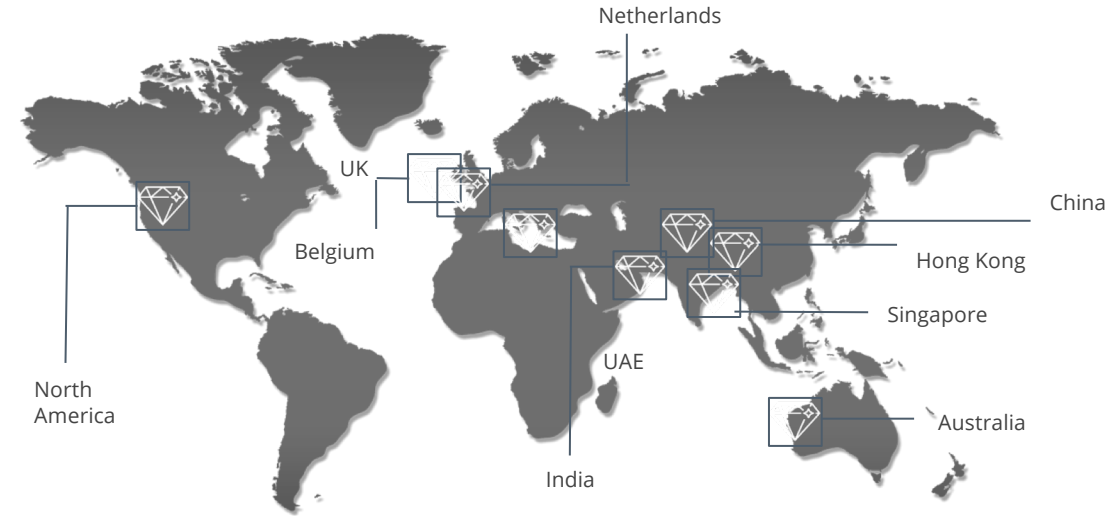 Netherlands
UK
China
Belgium
Hong Kong
Singapore
UAE
North
America
Australia
India